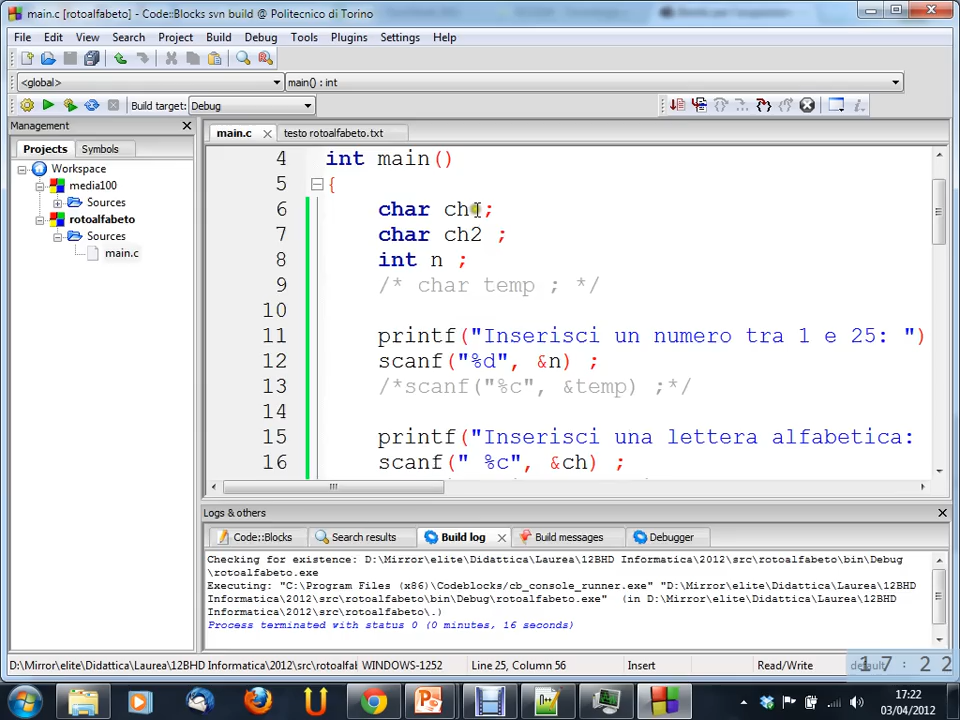 main.c [rotoalfabeto] - Code::Blocks svn build @ Politecnico di Torino
File Edit View Search Project Build Debug Tools Plugins Settings Help
<global> main() : int
Build target: Debug
Management
Projects Symbols
Workspace
media100
Sources
rotoalfabeto
Sources
main.c
main.c testo rotoalfabeto.txt
4 int main()
5 {
6 char ch ;
7 char ch2 ;
8 int n ;
9 /* char temp ; */
10
11 printf("Inserisci un numero tra 1 e 25: ")
12 scanf("%d", &n) ;
13 /*scanf("%c", &temp) ;*/
14
15 printf("Inserisci una lettera alfabetica:
16 scanf(" %c", &ch) ;
Logs & others
Code::Blocks Search results Build log Build messages Debugger
Checking for existence: D:\Mirror\elite\Didattica\Laurea\12BHD Informatica\2012\src\rotoalfabeto\bin\Debug
\rotoalfabeto.exe
Executing: "C:\Program Files (x86)\Codeblocks/cb_console_runner.exe" "D:\Mirror\elite\Didattica\Laurea\12BHD
Informatica\2012\src\rotoalfabeto\bin\Debug\rotoalfabeto.exe" (in D:\Mirror\elite\Didattica\Laurea\12BHD
Informatica\2012\src\rotoalfabeto\.)
Process terminated with status 0 (0 minutes, 16 seconds)
D:\Mirror\elite\Didattica\Laurea\12BHD Informatica\2012\src\rotoalfal WINDOWS-1252 Line 25, Column 56 Insert Read/Write default
17:22
17:22
03/04/2012